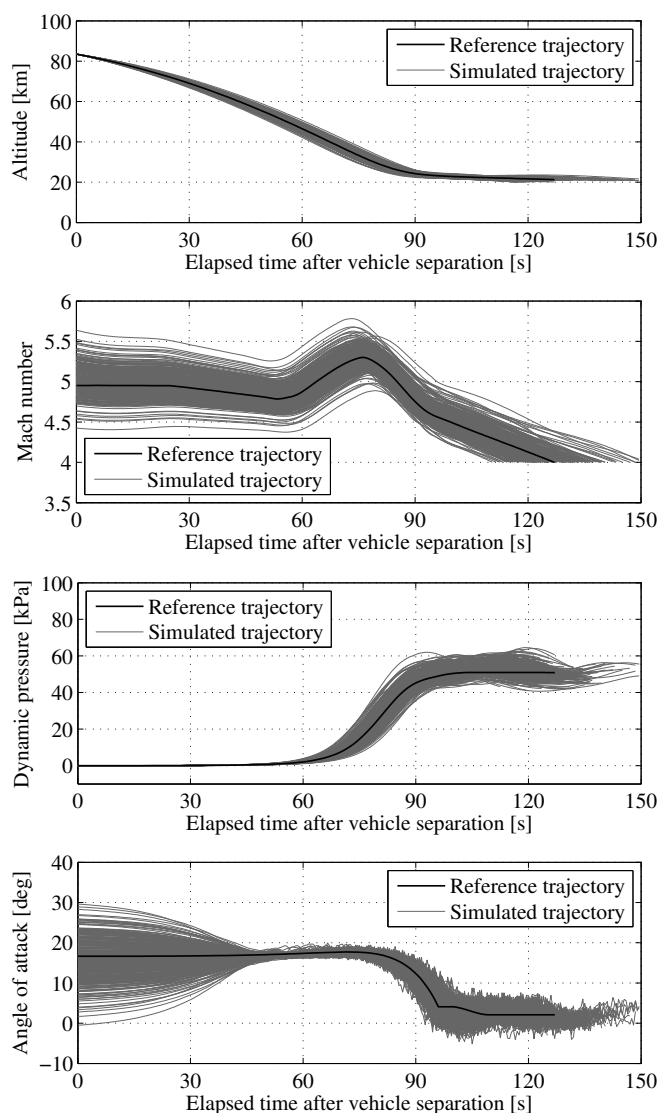 100
80
60
40
20
0
Altitude [km]
Reference trajectory
Simulated trajectory
0 30 60 90 120 150
Elapsed time after vehicle separation [s]
6
5.5
5
4.5
4
3.5
Mach number
Reference trajectory
Simulated trajectory
0 30 60 90 120 150
Elapsed time after vehicle separation [s]
100
80
60
40
20
0
Dynamic pressure [kPa]
Reference trajectory
Simulated trajectory
0 30 60 90 120 150
Elapsed time after vehicle separation [s]
40
30
20
10
0
−10
Angle of attack [deg]
Reference trajectory
Simulated trajectory
0 30 60 90 120 150
Elapsed time after vehicle separation [s]